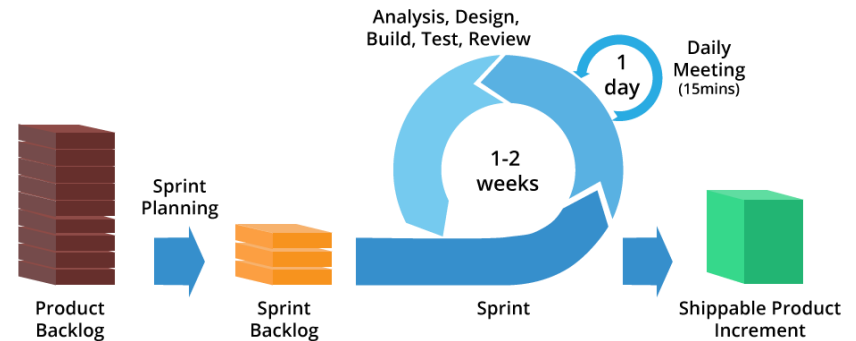 Analysis, Design,
Build, Test, Review
1
day
Daily
Meeting
(15mins)
1-2
weeks
Sprint
Planning
Product
Backlog
Sprint
Backlog
Sprint
Shippable Product
Increment